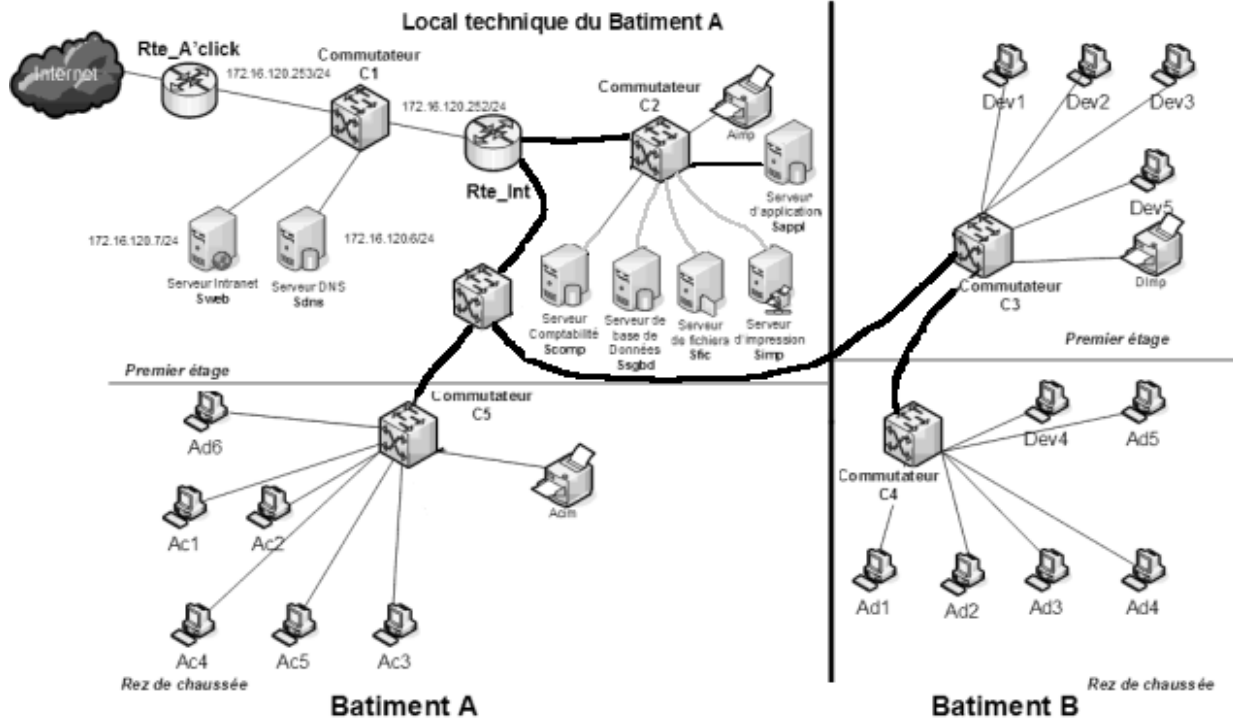 Local technique du Batiment A
Internet
Rte_A'click
172.16.120.253/24
Commutateur
C1
172.16.120.252/24
Rte_Int
Commutateur
C2
Aimp
Serveur*
d'application
Sappl
172.16.120.7/24
Serveur Intranet
Sweb
Serveur DNS
Sdns
172.16.120.6/24
Serveur
Comptabilité
Scomp
Serveur de
base de
Données
Ssgbd
Serveur
de fichiers
Sfic
Serveur
d'impression
Simp
Premier étage
Dev1
Dev2
Dev3
Dev5
DImp
Commutateur
C3
Premier étage
Commutateur
C5
Ad6
Ac1
Ac2
Ac4
Ac5
Ac3
Rez de chaussée
Batiment A
Dev4
Ad5
Commutateur
C4
Ad1
Ad2
Ad3
Ad4
Rez de chaussée
Batiment B